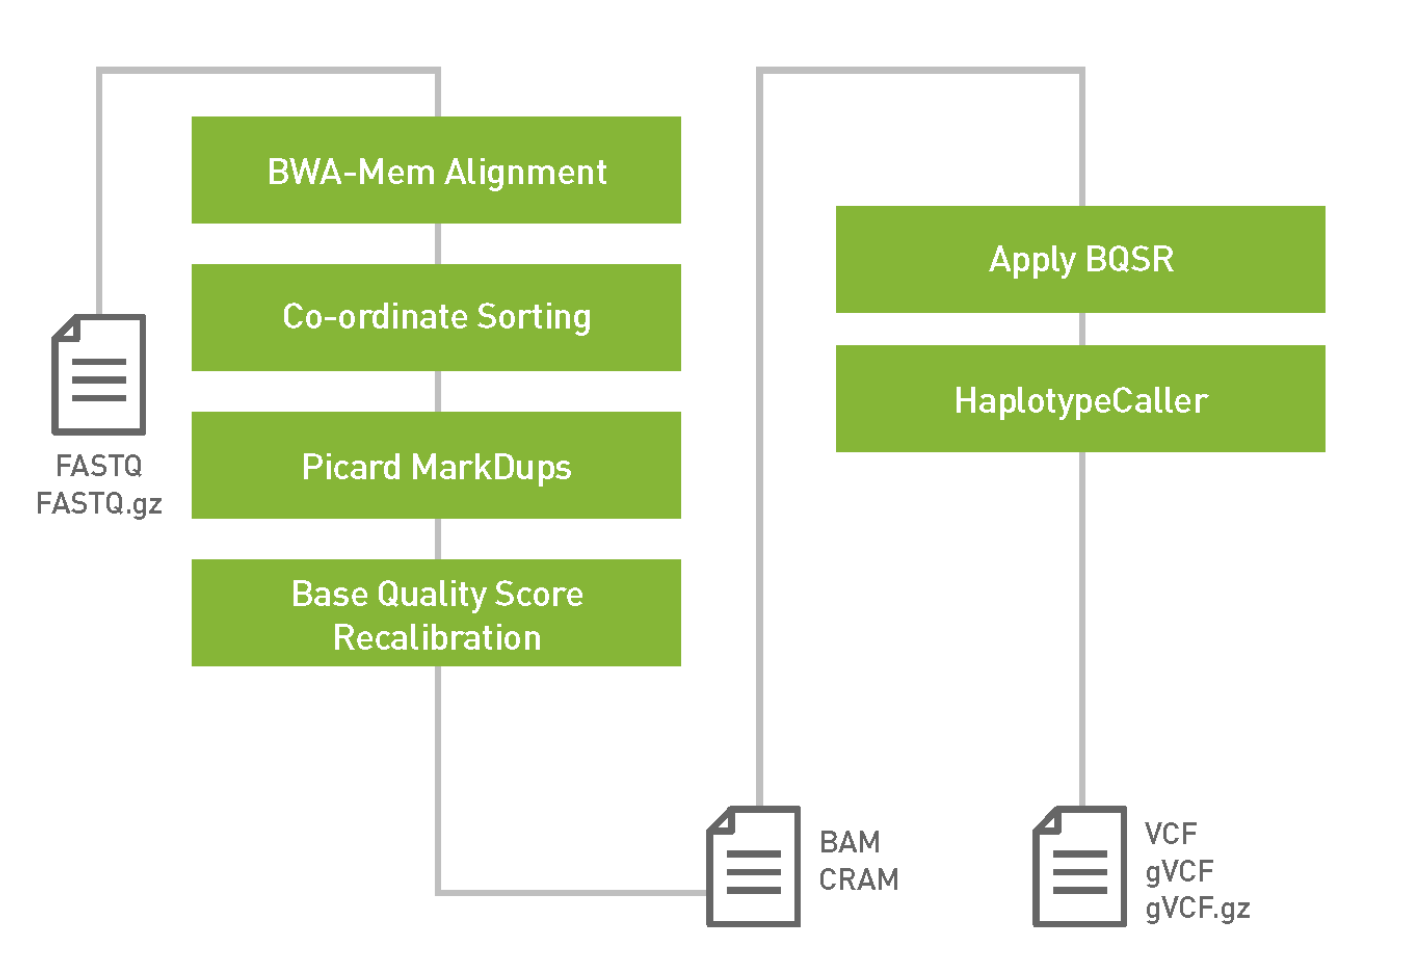 BWA-Mem Alignment
Co-ordinate Sorting
Picard MarkDups
Base Quality Score
Recalibration
FASTQ
FASTQ.gz
Apply BQSR
HaplotypeCaller
BAM
CRAM
VCF
gVCF
gVCF.gz